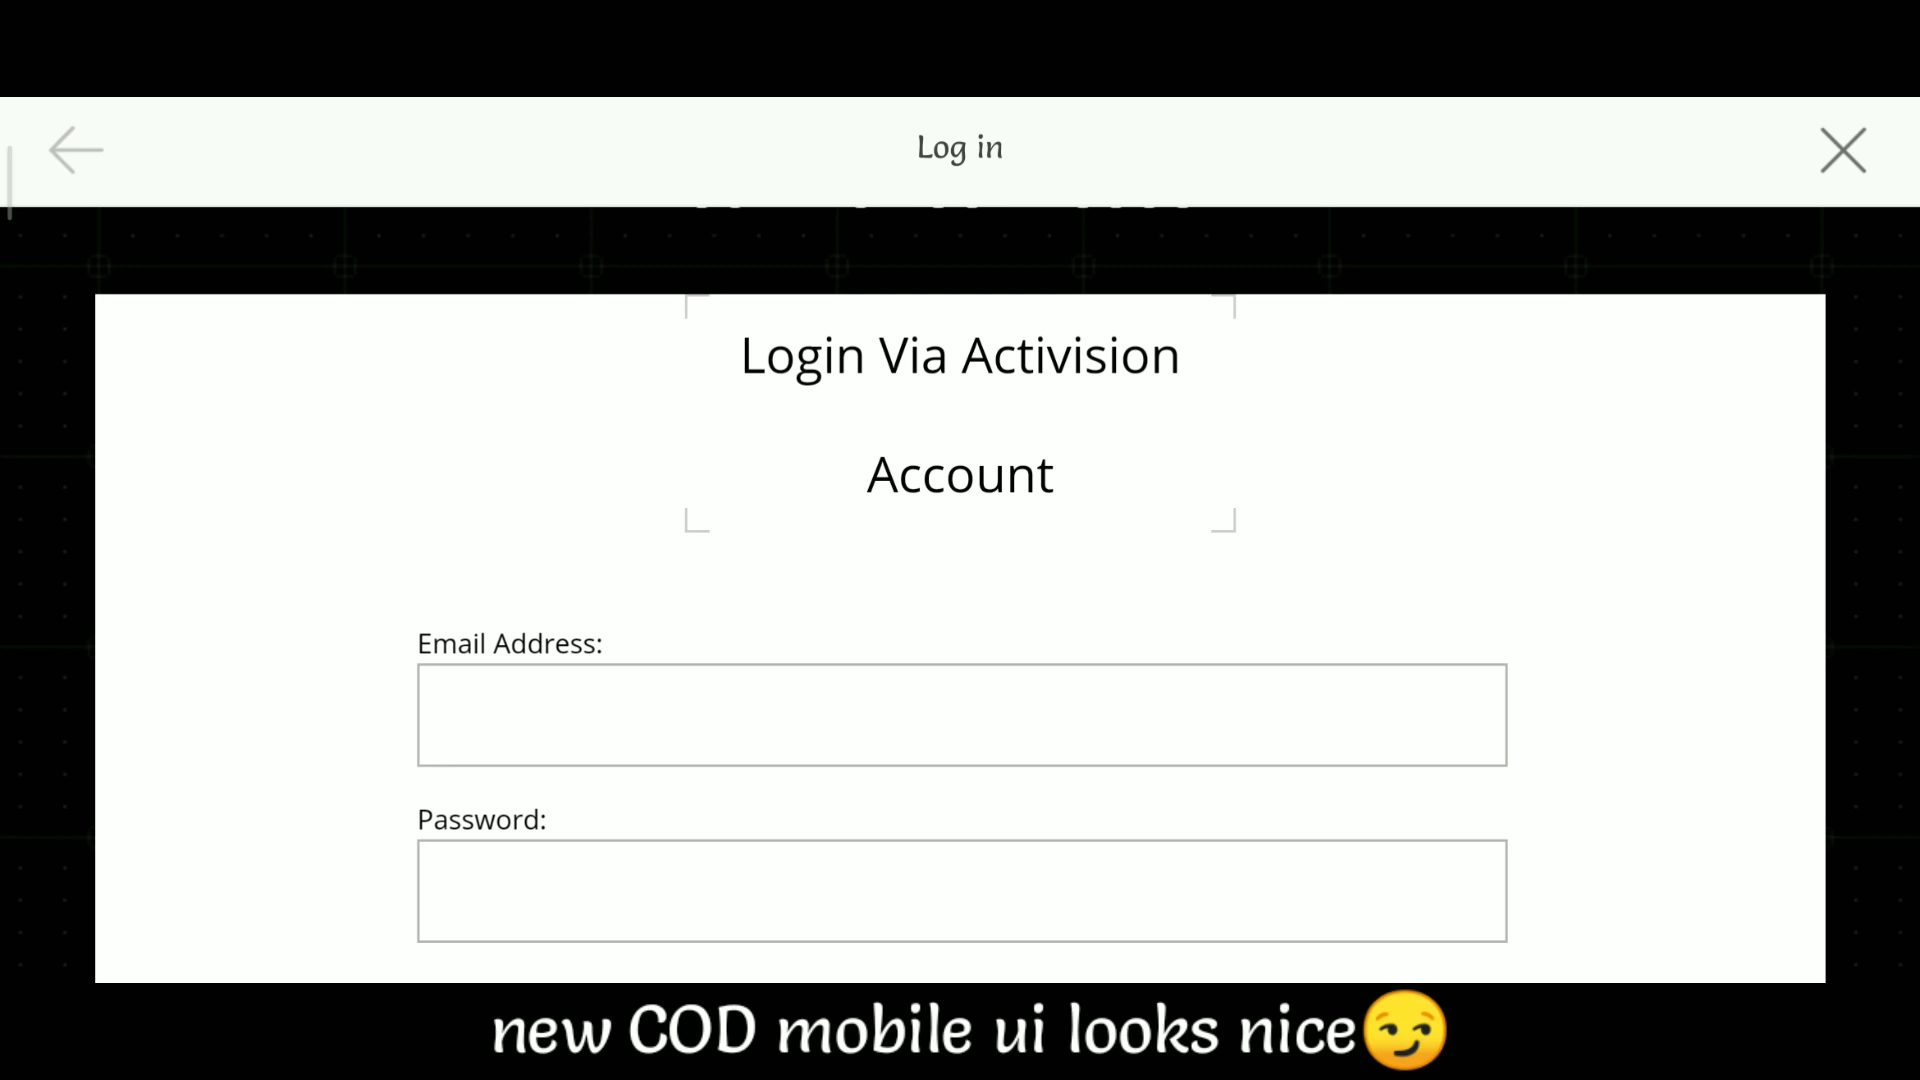 Log in
Login Via Activision
Account
Email Address:
Password:
new COD mobile ui looks nice😏